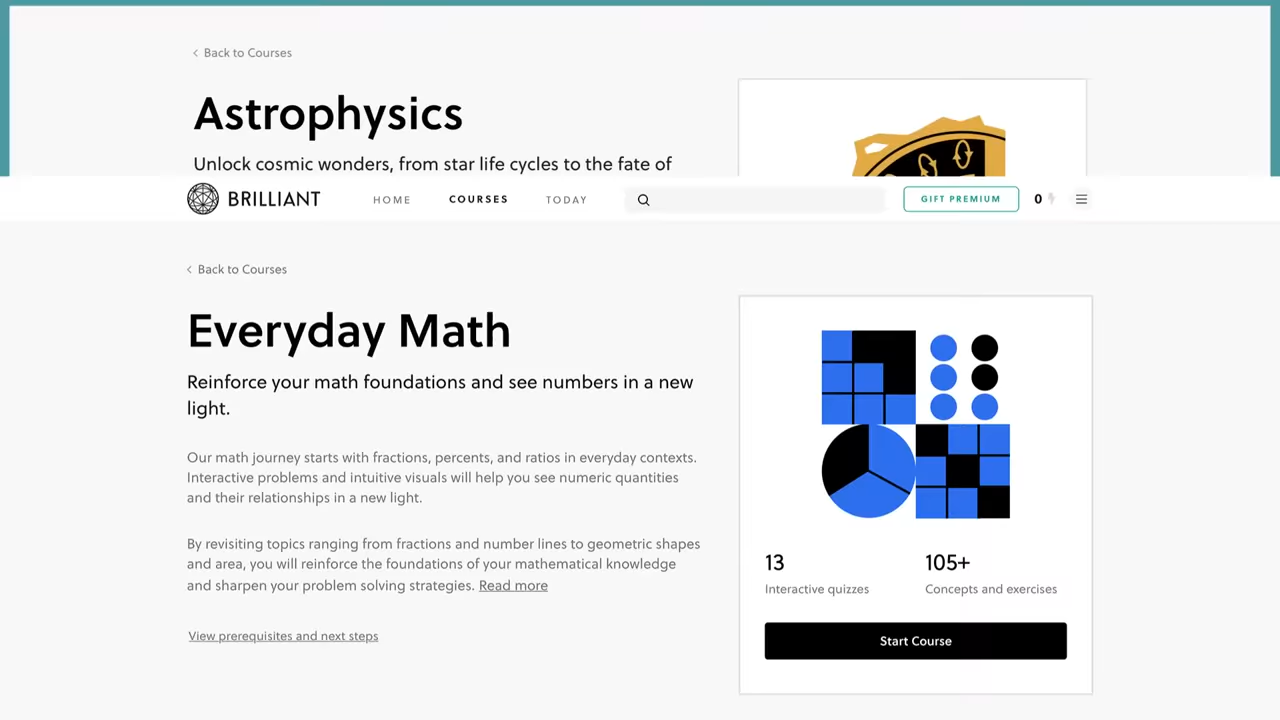 Back to Courses
Astrophysics
Unlock cosmic wonders, from star life cycles to the fate of
BRILLIANT
HOME
COURSES
TODAY
GIFT PREMIUM
0
Back to Courses
Everyday Math
Reinforce your math foundations and see numbers in a new
light.
Our math journey starts with fractions, percents, and ratios in everyday contexts.
Interactive problems and intuitive visuals will help you see numeric quantities
and their relationships in a new light.
By revisiting topics ranging from fractions and number lines to geometric shapes
and area, you will reinforce the foundations of your mathematical knowledge
and sharpen your problem solving strategies. Read more
View prerequisites and next steps
13
Interactive quizzes
105+
Concepts and exercises
Start Course